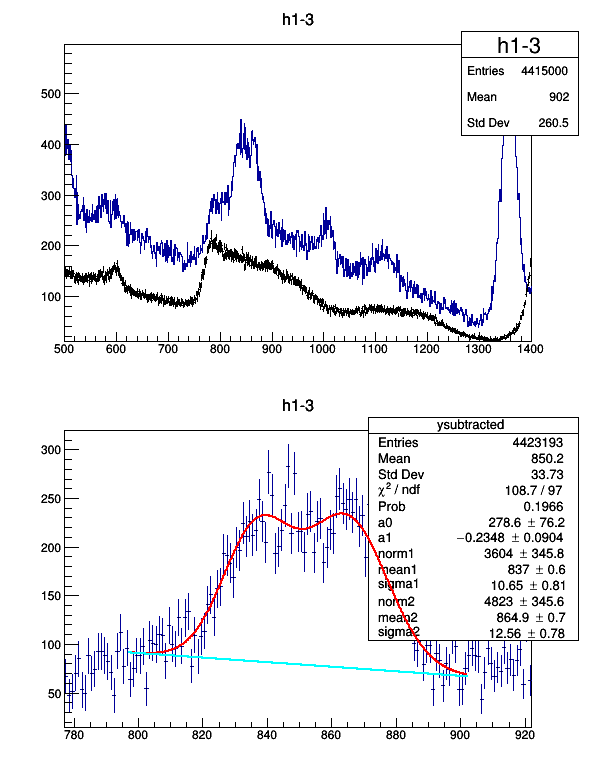 h1-3
h1-3
Entries 4415000
Mean 902
Std Dev 260.5
500
400
300
200
100
500 600 700 800 900 1000 1100 1200 1300 1400
h1-3
ysubtracted
Entries 4423193
Mean 850.2
Std Dev 33.73
χ² / ndf 108.7 / 97
Prob 0.1966
a0 278.6 ± 76.2
a1 −0.2348 ± 0.0904
norm1 3604 ± 345.8
mean1 837 ± 0.6
sigma1 10.65 ± 0.81
norm2 4823 ± 345.6
mean2 864.9 ± 0.7
sigma2 12.56 ± 0.78
300
250
200
150
100
50
780 800 820 840 860 880 900 920